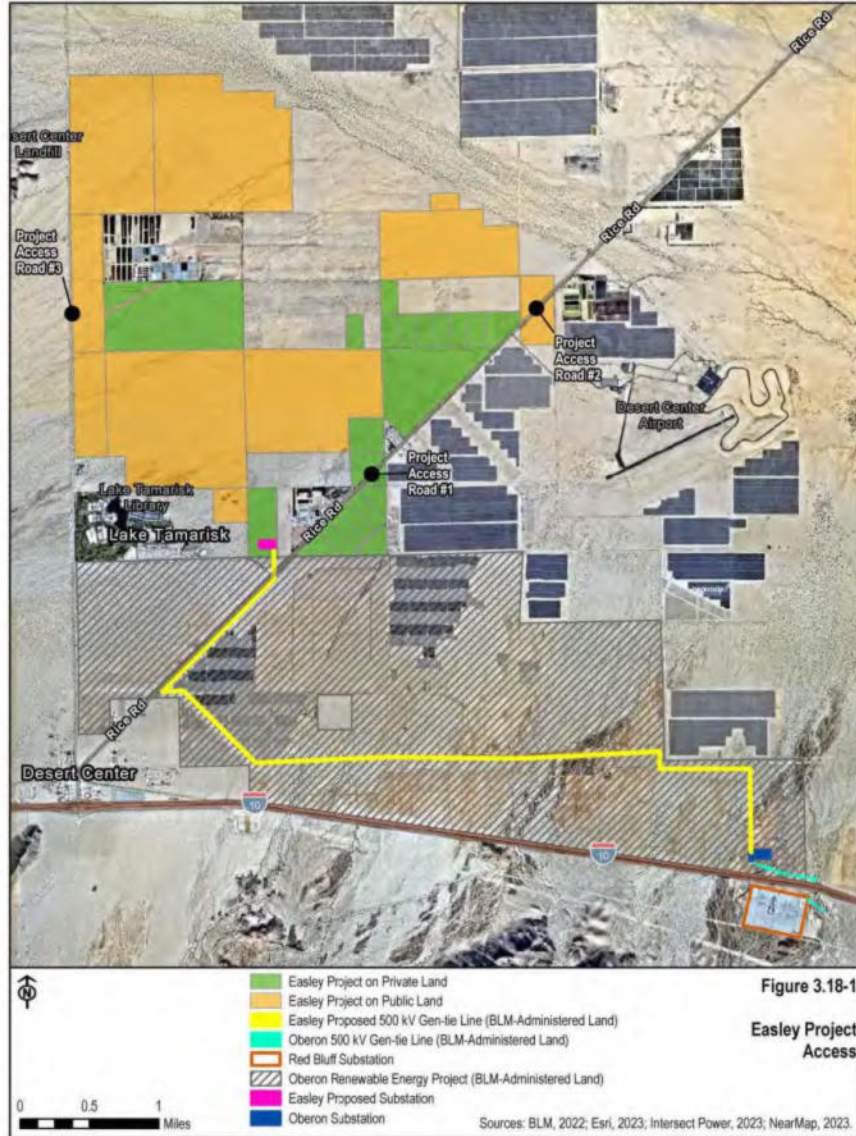 Rice Rd
Desert Center
Landfill
Rice Rd
Project
Access
Road #3
Project
Access
Road #2
Desert Center
Airport
Project
Access
Road #1
Lake Tamarisk
Library
Rice Rd
Lake Tamarisk
Rice Rd
Desert Center
10
10
N
Easley Project on Private Land
Easley Project on Public Land
Easley Proposed 500 kV Gen-tie Line (BLM-Administered Land)
Oberon 500 kV Gen-tie Line (BLM-Administered Land)
Red Bluff Substation
Oberon Renewable Energy Project (BLM-Administered Land)
Easley Proposed Substation
Oberon Substation
Figure 3.18-1
Easley Project
Access
0 0.5 1
Miles
Sources: BLM, 2022; Esri, 2023; Intersect Power, 2023; NearMap, 2023.